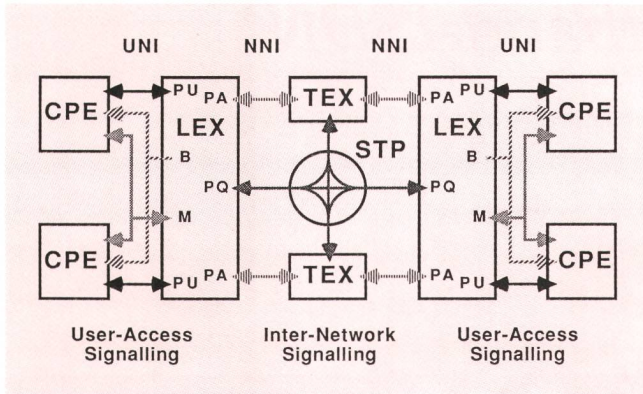 UNI NNI NNI UNI
CPE PU PA TEX PA PU CPE
LEX STP LEX
B B
PQ PQ
M M
CPE PU PA TEX PA PU CPE
User-Access Inter-Network User-Access
Signalling Signalling Signalling